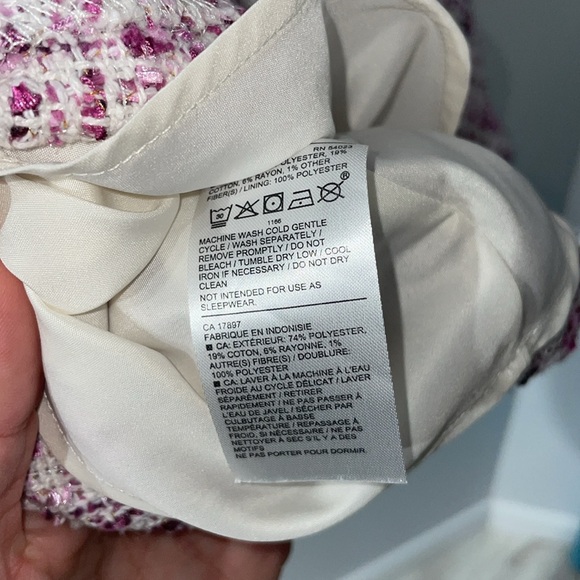 RN 54023
POLYESTER, 19%
COTTON, 6% RAYON, 1% OTHER
FIBER(S) / LINING: 100% POLYESTER
30 ®
1166
MACHINE WASH COLD GENTLE
CYCLE / WASH SEPARATELY /
REMOVE PROMPTLY / DO NOT
BLEACH / TUMBLE DRY LOW / COOL
IRON IF NECESSARY / DO NOT DRY
CLEAN
NOT INTENDED FOR USE AS
SLEEPWEAR.
CA 17897
FABRIQUE EN INDONISIE
■ CA: EXTÉRIEUR: 74% POLYESTER,
19% COTON, 6% RAYONNE, 1%
AUTRE(S) FIBRE(S) / DOUBLURE:
100% POLYESTER
■ CA: LAVER À LA MACHINE À L'EAU
FROIDE AU CYCLE DÉLICAT / LAVER
SÉPARÉMENT / RETIRER
RAPIDEMENT / NE PAS PASSER À
L'EAU DE JAVEL / SÉCHER PAR
CULBUTAGE À BASSE
TEMPÉRATURE / REPASSAGE À
FROID, SI NÉCESSAIRE / NE PAS
NETTOYER À SEC S'IL Y A DES
MOTIFS
NE PAS PORTER POUR DORMIR.